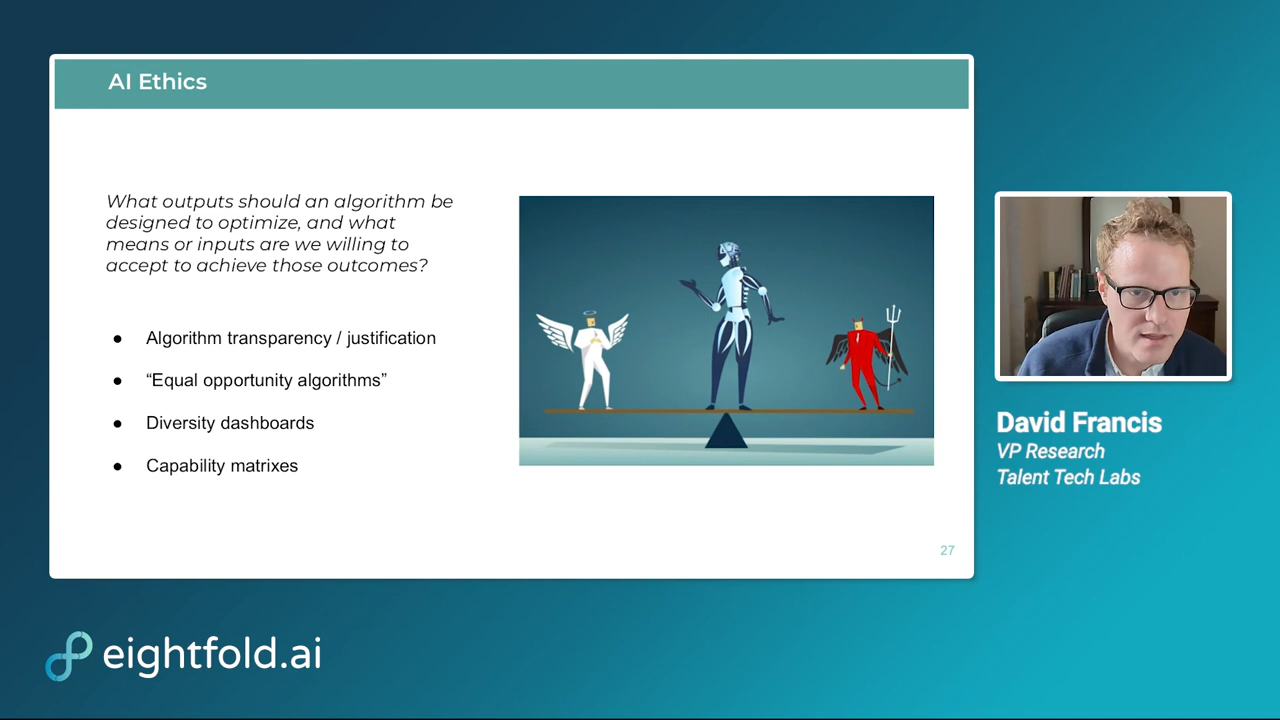 AI Ethics
What outputs should an algorithm be
designed to optimize, and what
means or inputs are we willing to
accept to achieve those outcomes?
● Algorithm transparency / justification
● “Equal opportunity algorithms”
● Diversity dashboards
● Capability matrixes
27
David Francis
VP Research
Talent Tech Labs
eightfold.ai